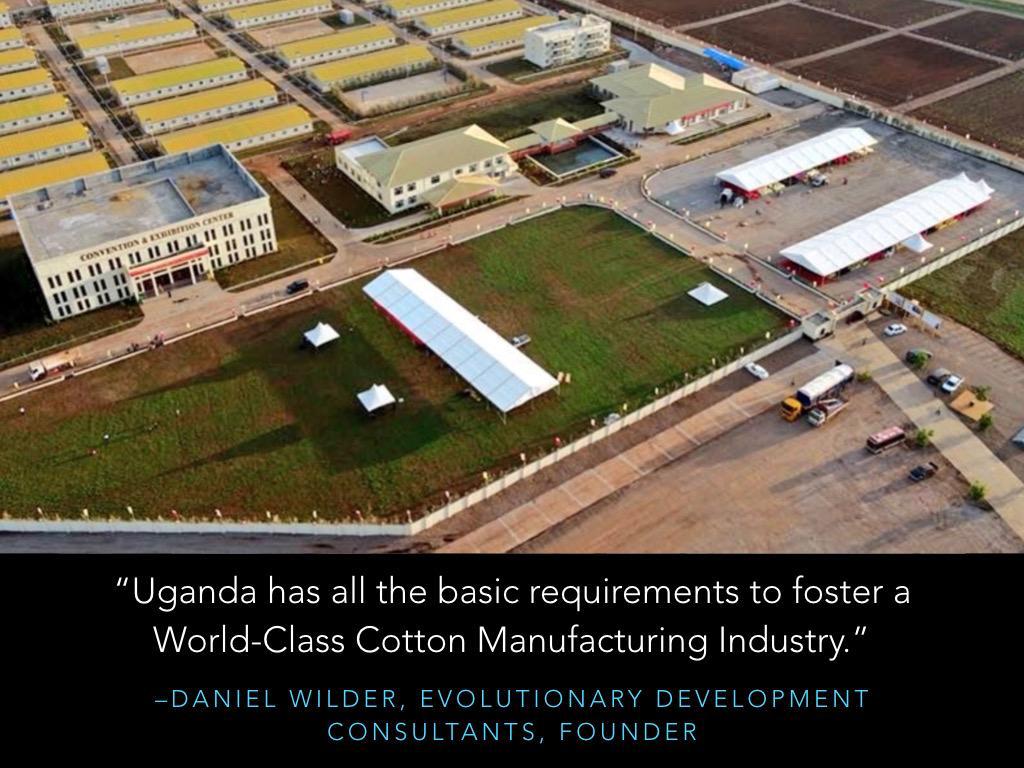 CONVENTION & EXHIBITION CENTER
“Uganda has all the basic requirements to foster a
World-Class Cotton Manufacturing Industry.”
–DANIEL WILDER, EVOLUTIONARY DEVELOPMENT
CONSULTANTS, FOUNDER